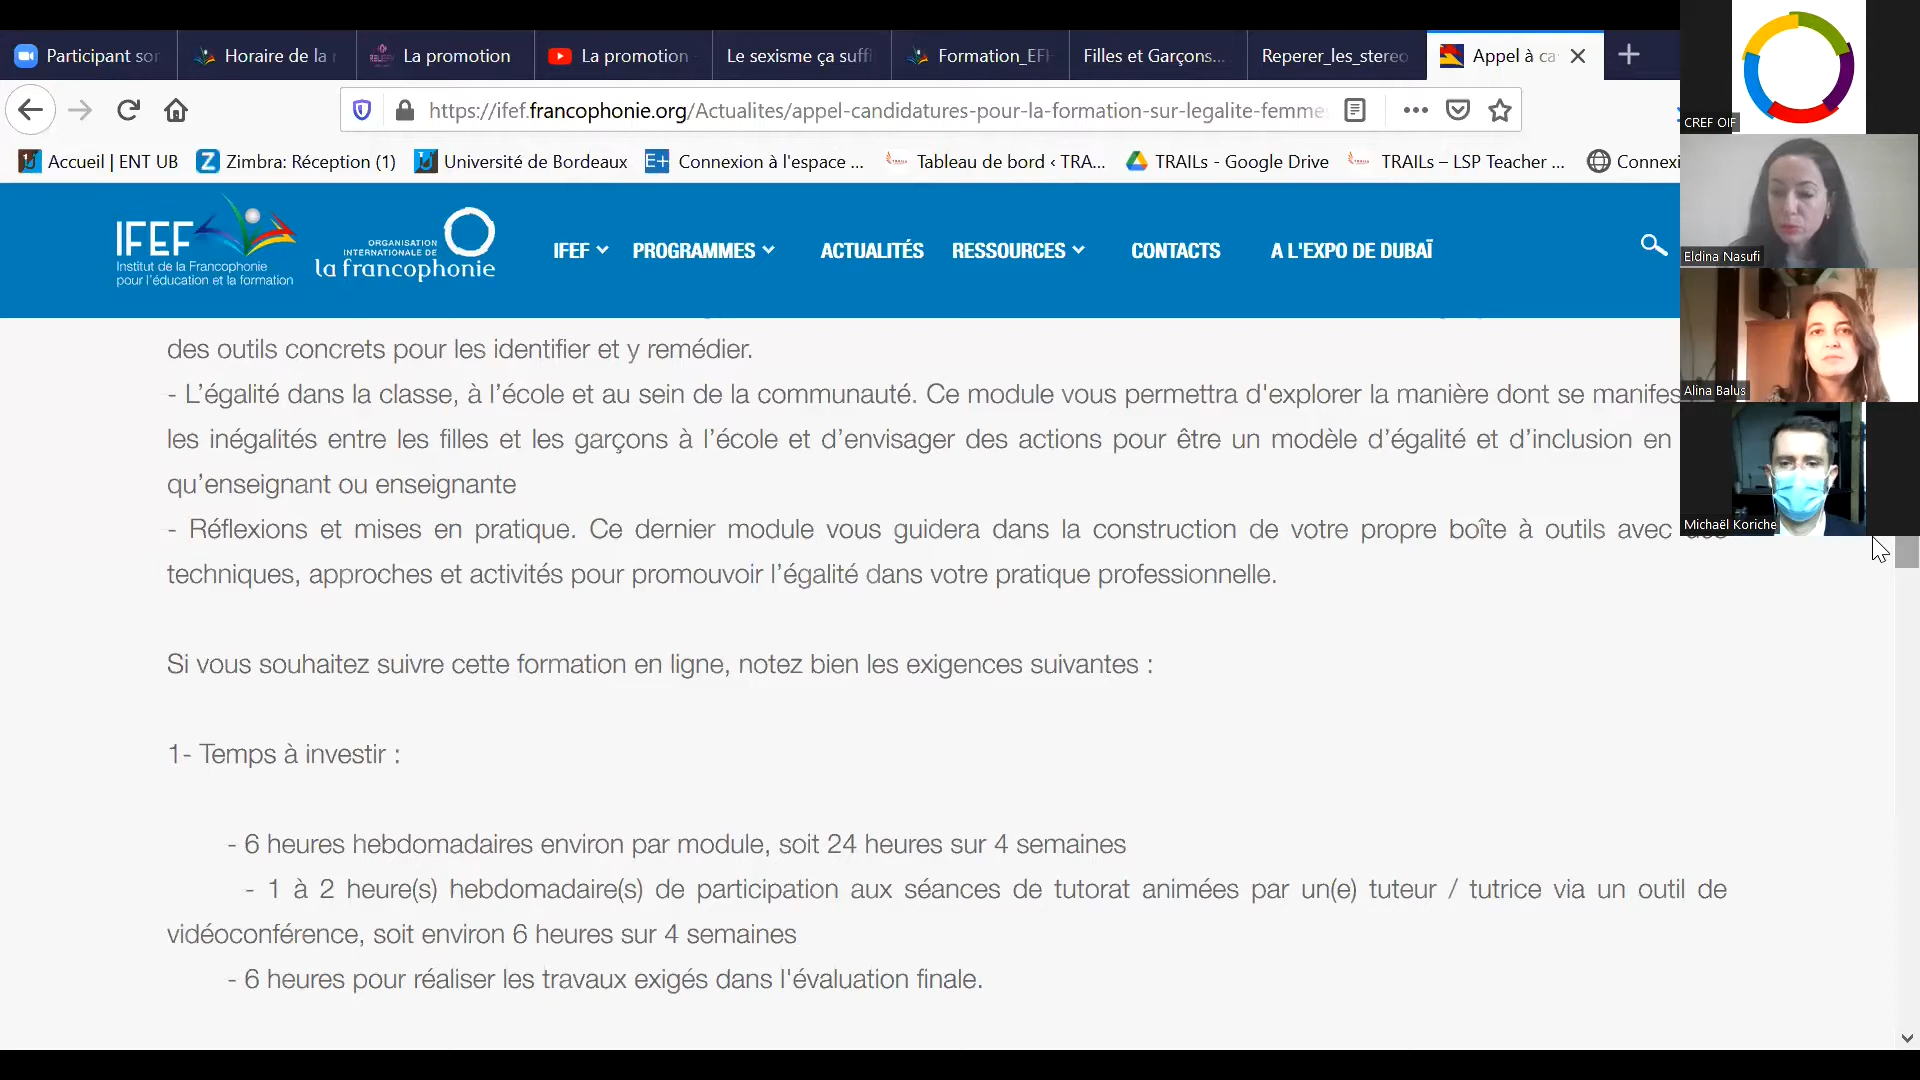 Participant sor
Horaire de la r
La promotion
La promotion
Le sexisme ça suffi
Formation_EFH
Filles et Garçons...
Reperer_les_stereo
Appel à ca
https://ifef.francophonie.org/Actualites/appel-candidatures-pour-la-formation-sur-legalite-femme
Accueil | ENT UB
Zimbra: Réception (1)
Université de Bordeaux
E+ Connexion à l'espace ...
Tableau de bord ‹ TRA...
TRAILs - Google Drive
TRAILs – LSP Teacher ...
Connexi
IFEF
Institut de la Francophonie
pour l'éducation et la formation
ORGANISATION
INTERNATIONALE DE
la francophonie
IFEF
PROGRAMMES
ACTUALITÉS
RESSOURCES
CONTACTS
A L'EXPO DE DUBAÏ
CREF OIF
Eldina Nasufi
Alina Balus
Michaël Koriche
des outils concrets pour les identifier et y remédier.
- L’égalité dans la classe, à l’école et au sein de la communauté. Ce module vous permettra d'explorer la manière dont se manifes
les inégalités entre les filles et les garçons à l’école et d’envisager des actions pour être un modèle d’égalité et d’inclusion en
qu’enseignant ou enseignante
- Réflexions et mises en pratique. Ce dernier module vous guidera dans la construction de votre propre boîte à outils avec
techniques, approches et activités pour promouvoir l’égalité dans votre pratique professionnelle.
Si vous souhaitez suivre cette formation en ligne, notez bien les exigences suivantes :
1- Temps à investir :
- 6 heures hebdomadaires environ par module, soit 24 heures sur 4 semaines
- 1 à 2 heure(s) hebdomadaire(s) de participation aux séances de tutorat animées par un(e) tuteur / tutrice via un outil de
vidéoconférence, soit environ 6 heures sur 4 semaines
- 6 heures pour réaliser les travaux exigés dans l'évaluation finale.